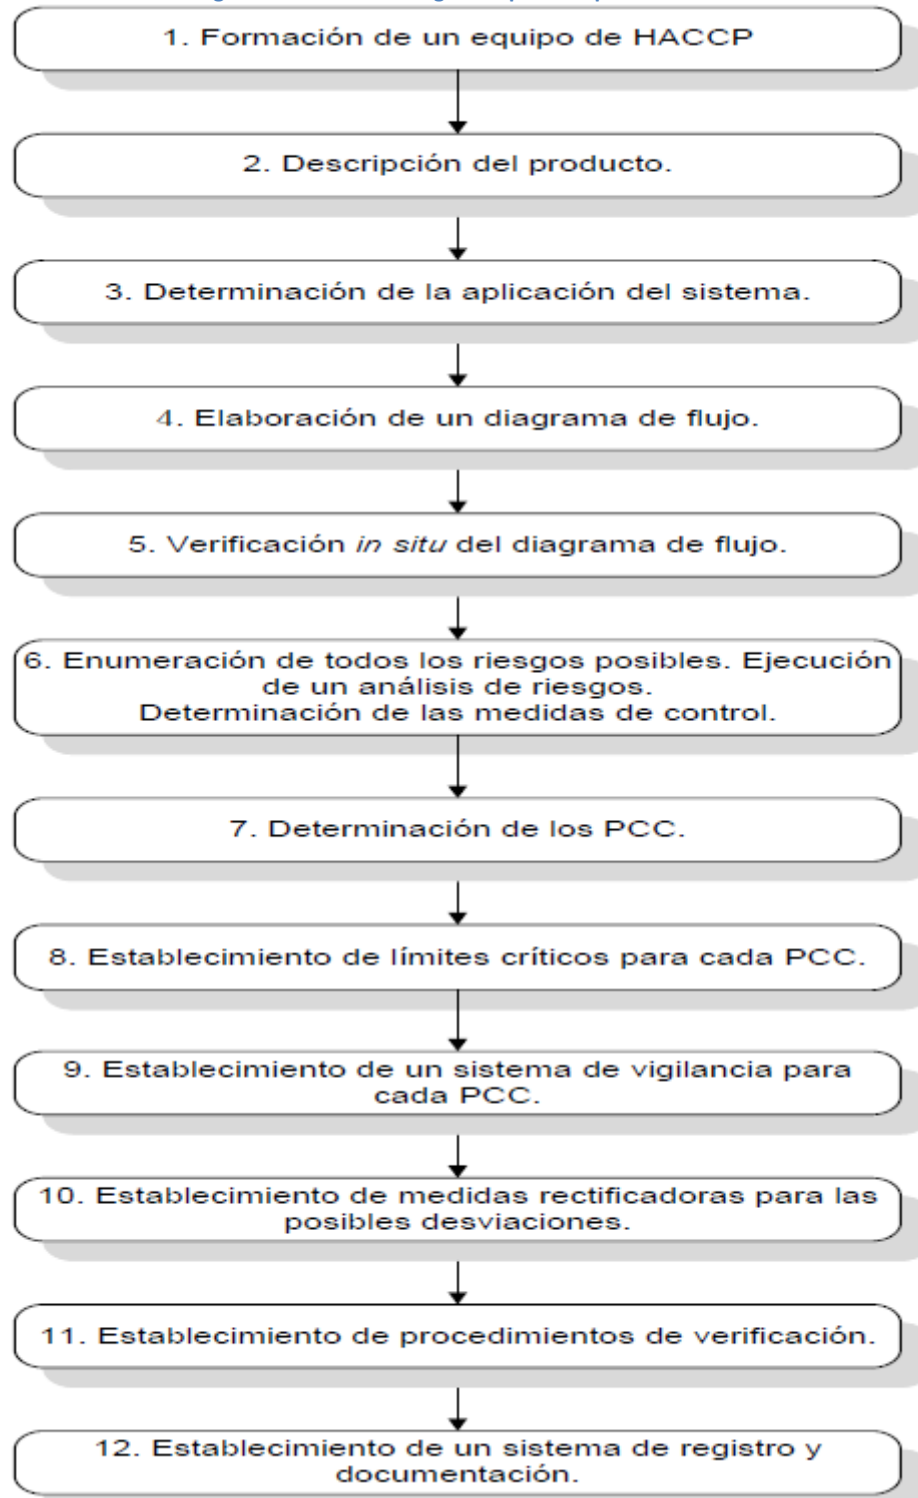 1. Formación de un equipo de HACCP
2. Descripción del producto.
3. Determinación de la aplicación del sistema.
4. Elaboración de un diagrama de flujo.
5. Verificación in situ del diagrama de flujo.
6. Enumeración de todos los riesgos posibles. Ejecución
de un análisis de riesgos.
Determinación de las medidas de control.
7. Determinación de los PCC.
8. Establecimiento de límites críticos para cada PCC.
9. Establecimiento de un sistema de vigilancia para
cada PCC.
10. Establecimiento de medidas rectificadoras para las
posibles desviaciones.
11. Establecimiento de procedimientos de verificación.
12. Establecimiento de un sistema de registro y
documentación.